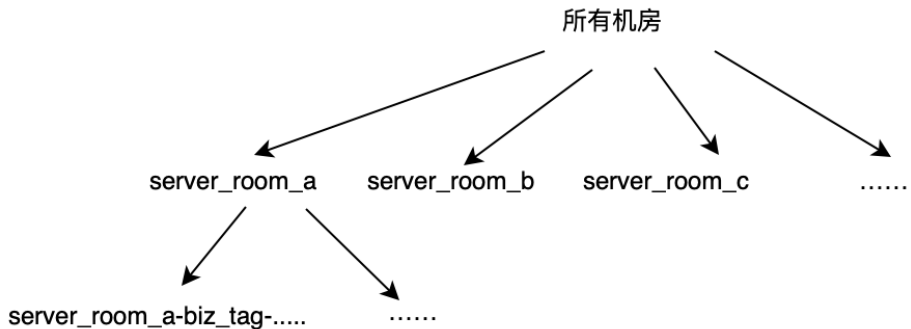 所有机房
server_room_a
server_room_b
server_room_c
......
server_room_a-biz_tag-.....
......